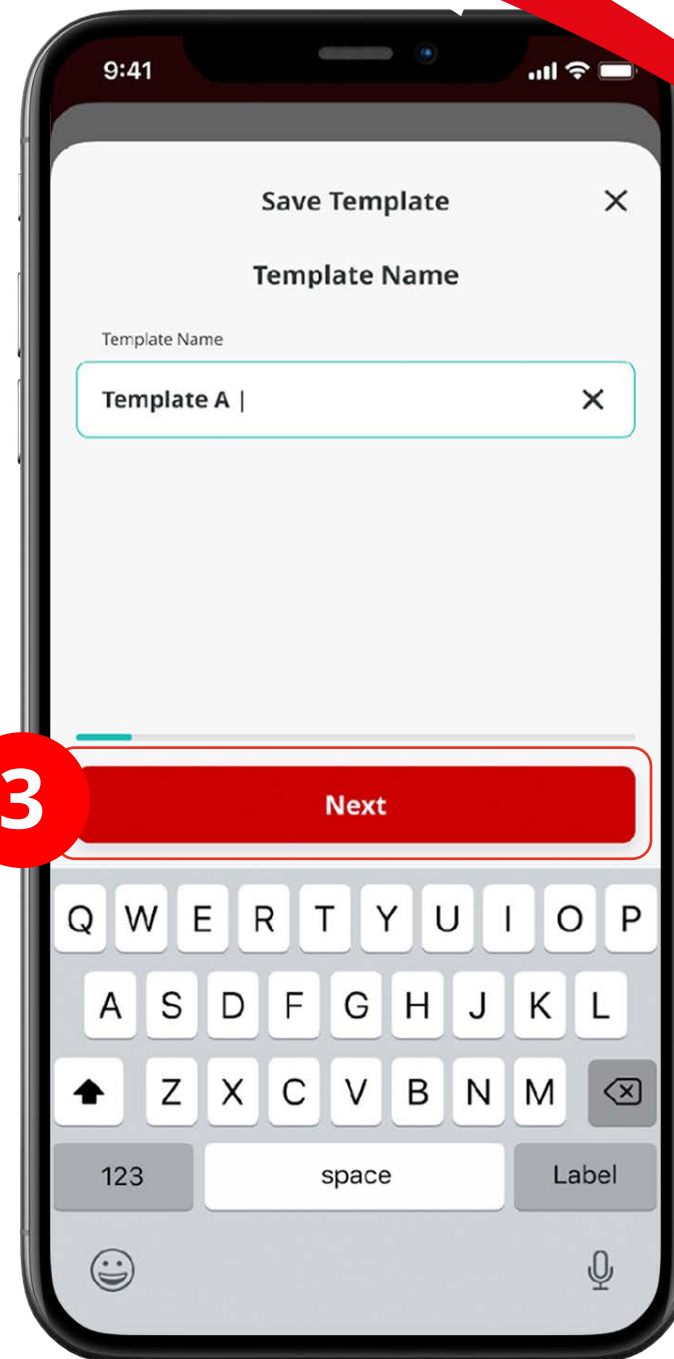 9:41
Save Template
Template Name
Template Name
Template A
3
Next
Q W E R T Y U I O P
A S D F G H J K L
Z X C V B N M
123 space Label